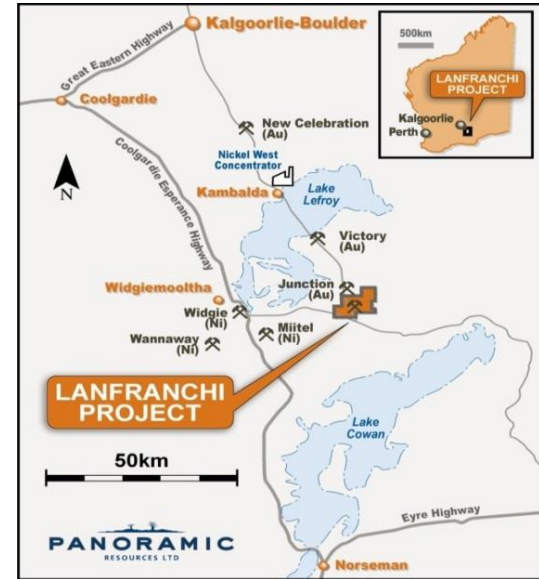 Kalgoorlie-Boulder
Great Eastern Highway
Coolgardie
New Celebration
(Au)
Nickel West
Concentrator
Kambalda
Lake
Lefroy
N
Coolgardie Esperance Highway
Victory
(Au)
Junction
(Au)
Widgiemooltha
Widgie
(Ni)
Miitel
(Ni)
Wannaway
(Ni)
LANFRANCHI
PROJECT
50km
Lake
Cowan
Eyre Highway
Norseman
PANORAMIC
RESOURCES LTD
500km
LANFRANCHI
PROJECT
Kalgoorlie
Perth